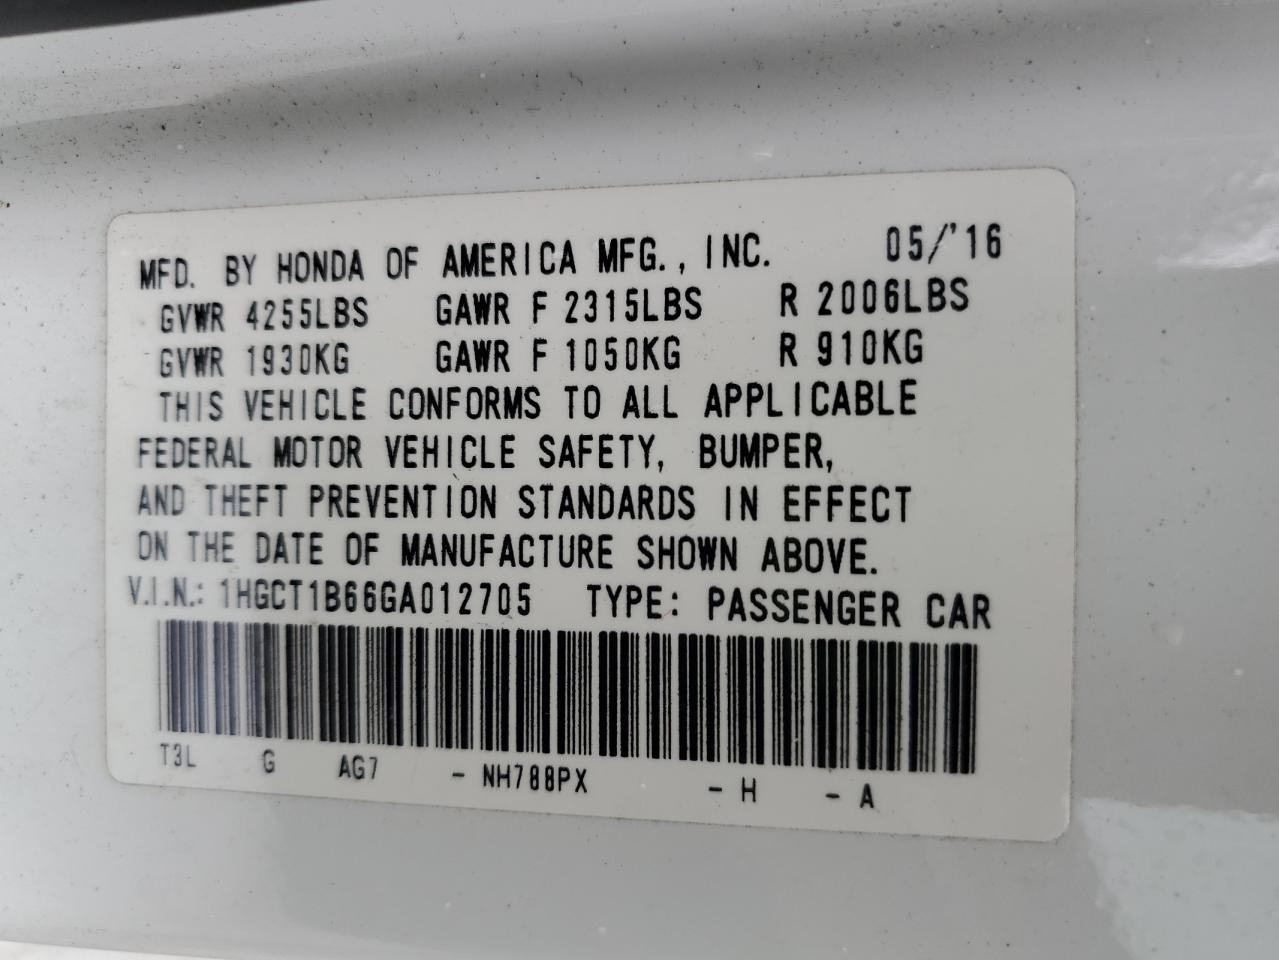 MFD. BY HONDA OF AMERICA MFG., INC. 05/'16
GVWR 4255LBS GAWR F 2315LBS R 2006LBS
GVWR 1930KG GAWR F 1050KG R 910KG
THIS VEHICLE CONFORMS TO ALL APPLICABLE
FEDERAL MOTOR VEHICLE SAFETY, BUMPER,
AND THEFT PREVENTION STANDARDS IN EFFECT
ON THE DATE OF MANUFACTURE SHOWN ABOVE.
V.I.N.: 1HGCT1B66GA012705 TYPE: PASSENGER CAR
T3L G AG7 - NH788PX - H - A